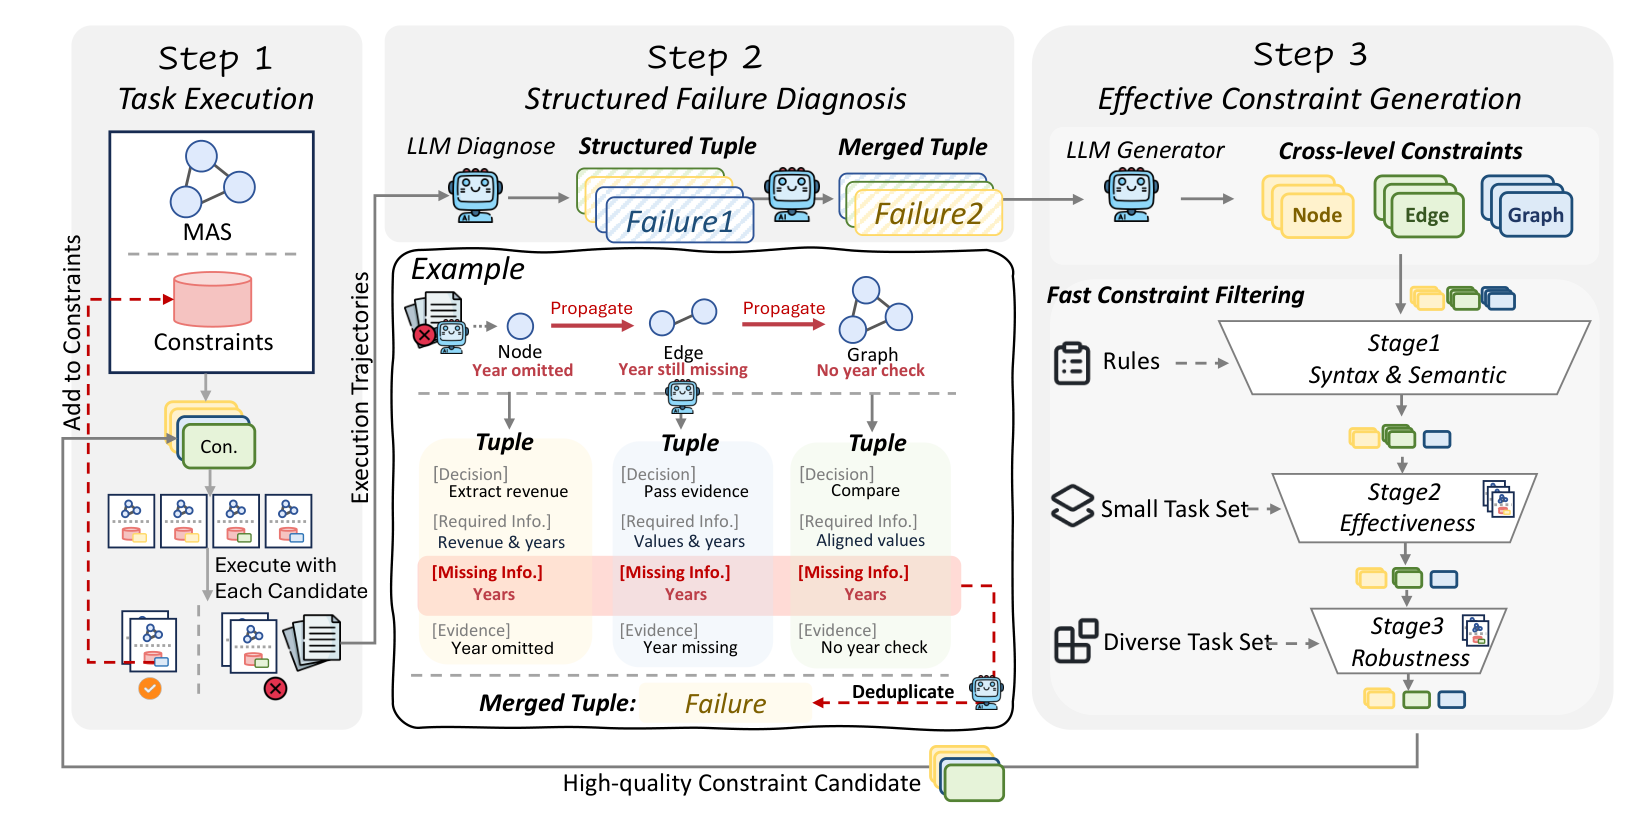 Step 1
Task Execution
MAS
Constraints
Add to Constraints
Con.
Execute with
Each Candidate
Execution Trajectories
Step 2
Structured Failure Diagnosis
LLM Diagnose
Structured Tuple
Merged Tuple
Failure1
Failure2
Example
Propagate
Propagate
Node
Year omitted
Edge
Year still missing
Graph
No year check
Tuple
[Decision]
Extract revenue
[Required Info.]
Revenue & years
[Missing Info.]
Years
[Evidence]
Year omitted
Tuple
[Decision]
Pass evidence
[Required Info.]
Values & years
[Missing Info.]
Years
[Evidence]
Year missing
Tuple
[Decision]
Compare
[Required Info.]
Aligned values
[Missing Info.]
Years
[Evidence]
No year check
Merged Tuple:
Failure
Deduplicate
Step 3
Effective Constraint Generation
LLM Generator
Cross-level Constraints
Node
Edge
Graph
Fast Constraint Filtering
Rules
Stage1
Syntax & Semantic
Small Task Set
Stage2
Effectiveness
Diverse Task Set
Stage3
Robustness
High-quality Constraint Candidate